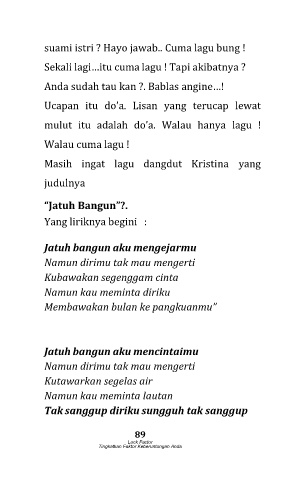 suami istri ? Hayo jawab.. Cuma lagu bung !
Sekali lagi…itu cuma lagu ! Tapi akibatnya ?
Anda sudah tau kan ?. Bablas angine…!
Ucapan itu do’a. Lisan yang terucap lewat
mulut itu adalah do’a. Walau hanya lagu !
Walau cuma lagu !
Masih ingat lagu dangdut Kristina yang
judulnya
“Jatuh Bangun”?.
Yang liriknya begini :
Jatuh bangun aku mengejarmu
Namun dirimu tak mau mengerti
Kubawakan segenggam cinta
Namun kau meminta diriku
Membawakan bulan ke pangkuanmu”
Jatuh bangun aku mencintaimu
Namun dirimu tak mau mengerti
Kutawarkan segelas air
Namun kau meminta lautan
Tak sanggup diriku sungguh tak sanggup
89
Luck Factor
Tingkatkan Faktor Keberuntungan Anda